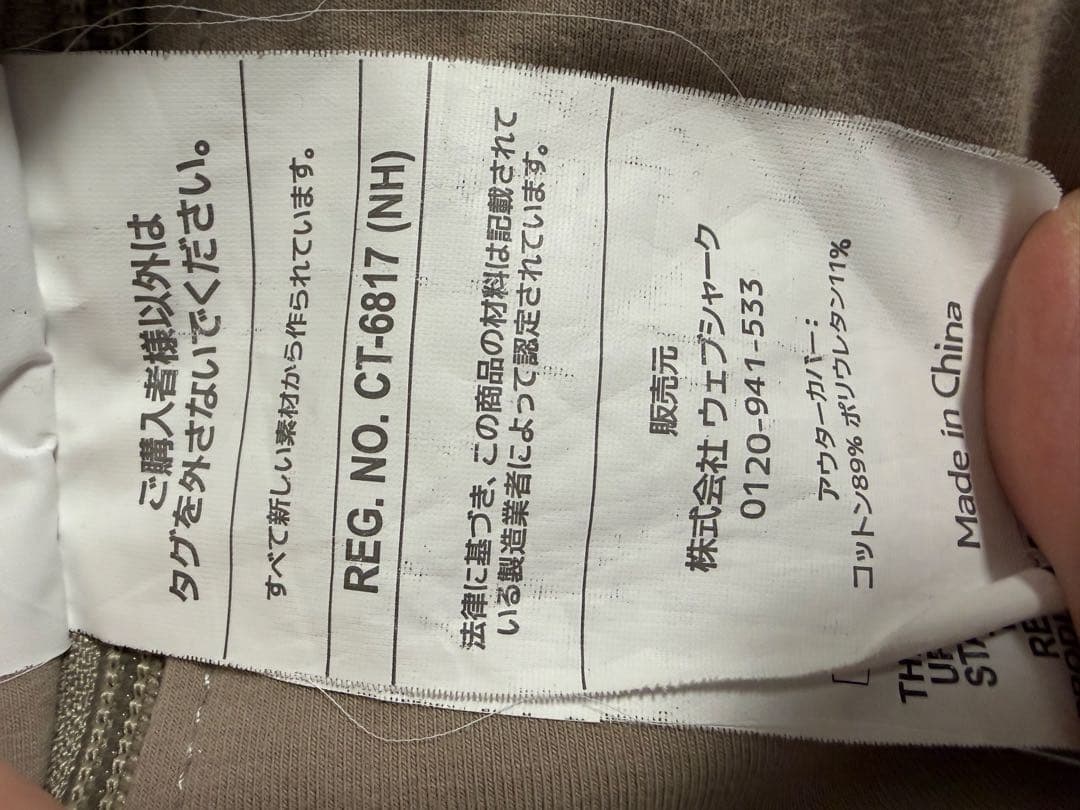 ご購入者様以外は
タグを外さないでください。
すべて新しい素材から作られています。
REG. NO. CT-6817 (NH)
法律に基づき、この商品の材料は記載されて
いる製造業者によって認定されています。
販売元
株式会社 ウェブシャーク
0120-941-533
アウターカバー：
コットン89% ポリウレタン11%
Made in China